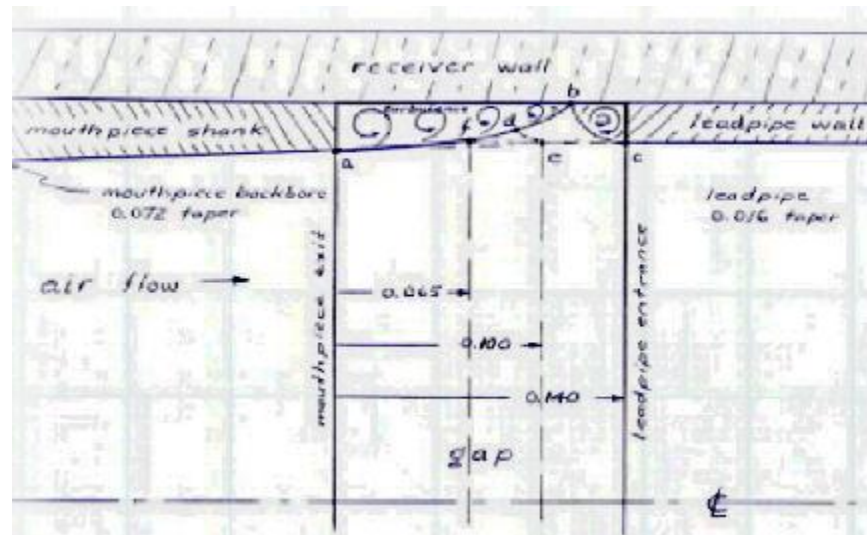 receiver wall
b
turbulence
mouthpiece shank
f
d
leadpipe wall
a
e
c
mouthpiece backbore
0.072 taper
leadpipe
0.016 taper
air flow
mouthpiece exit
0.065
0.100
0.140
leadpipe entrance
gap
℄